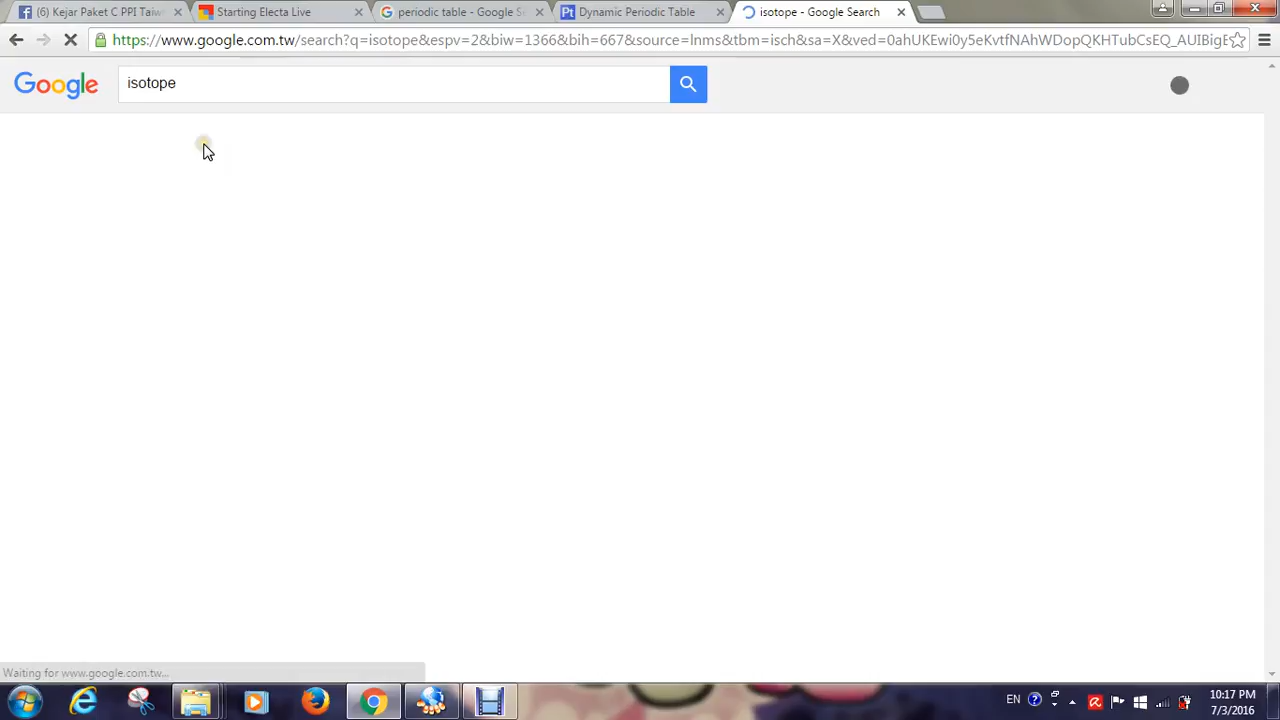 (6) Kejar Paket C PPI Taiw
Starting Electa Live
periodic table - Google Se
Dynamic Periodic Table
isotope - Google Search
https://www.google.com.tw/search?q=isotope&espv=2&biw=1366&bih=667&source=lnms&tbm=isch&sa=X&ved=0ahUKEwi0y5eKvtfNAhWDopQKHTubCsEQ_AUIBigB
Google
isotope
Waiting for www.google.com.tw...
EN
10:17 PM
7/3/2016